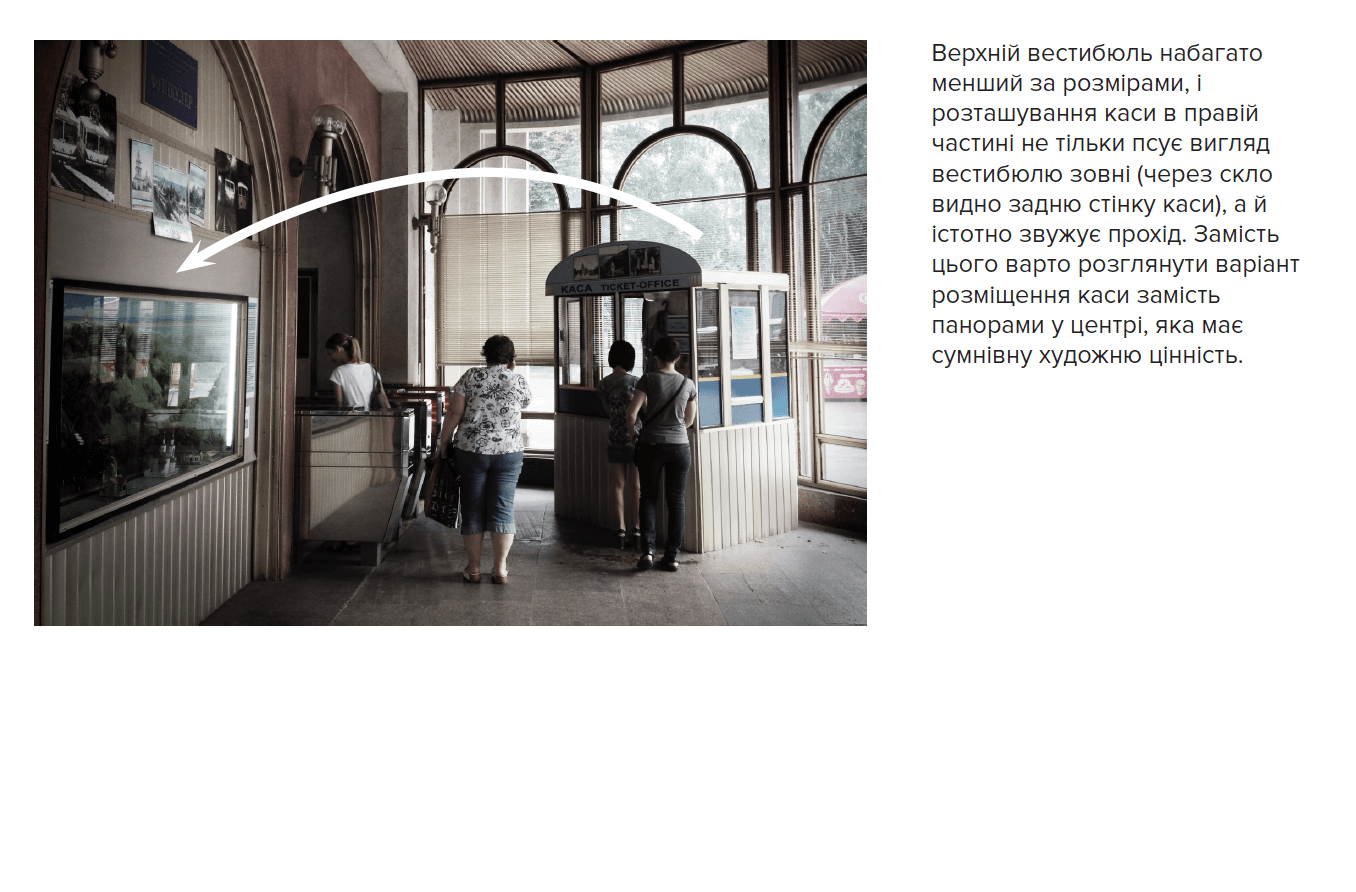 Верхній вестибюль набагато
менший за розмірами, і
розташування каси в правій
частині не тільки псує вигляд
вестибюлю зовні (через скло
видно задню стінку каси), а й
істотно звужує прохід. Замість
цього варто розглянути варіант
розміщення каси замість
панорами у центрі, яка має
сумнівну художню цінність.
ФУНІКУЛЕР
КАСА TICKET-OFFICE